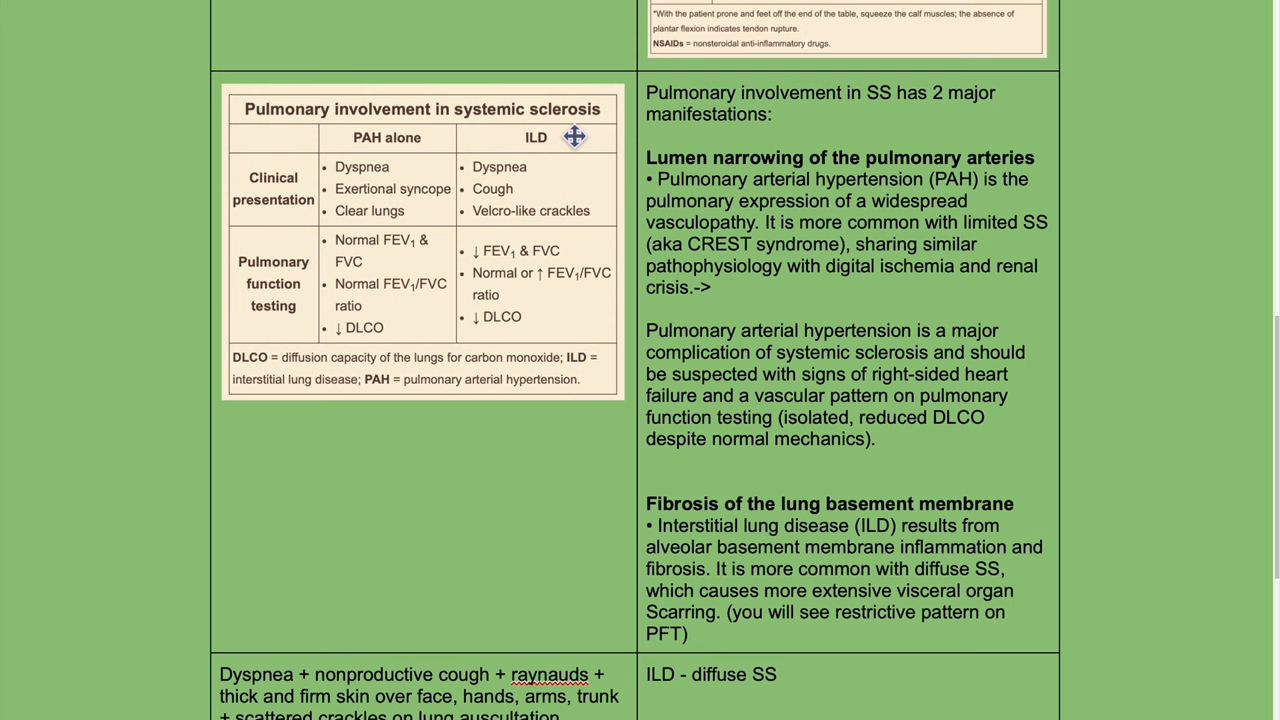 *With the patient prone and feet off the end of the table, squeeze the calf muscles; the absence of
plantar flexion indicates tendon rupture.
NSAIDs = nonsteroidal anti-inflammatory drugs.
Pulmonary involvement in systemic sclerosis
PAH alone ILD
Clinical
presentation
• Dyspnea
• Exertional syncope
• Clear lungs
• Dyspnea
• Cough
• Velcro-like crackles
Pulmonary
function
testing
• Normal FEV₁ &
FVC
• Normal FEV₁/FVC
ratio
• ↓ DLCO
• ↓ FEV₁ & FVC
• Normal or ↑ FEV₁/FVC
ratio
• ↓ DLCO
DLCO = diffusion capacity of the lungs for carbon monoxide; ILD =
interstitial lung disease; PAH = pulmonary arterial hypertension.
Pulmonary involvement in SS has 2 major
manifestations:
Lumen narrowing of the pulmonary arteries
• Pulmonary arterial hypertension (PAH) is the
pulmonary expression of a widespread
vasculopathy. It is more common with limited SS
(aka CREST syndrome), sharing similar
pathophysiology with digital ischemia and renal
crisis.->
Pulmonary arterial hypertension is a major
complication of systemic sclerosis and should
be suspected with signs of right-sided heart
failure and a vascular pattern on pulmonary
function testing (isolated, reduced DLCO
despite normal mechanics).
Fibrosis of the lung basement membrane
• Interstitial lung disease (ILD) results from
alveolar basement membrane inflammation and
fibrosis. It is more common with diffuse SS,
which causes more extensive visceral organ
Scarring. (you will see restrictive pattern on
PFT)
Dyspnea + nonproductive cough + raynauds +
thick and firm skin over face, hands, arms, trunk
+ scattered crackles on lung auscultation
ILD - diffuse SS